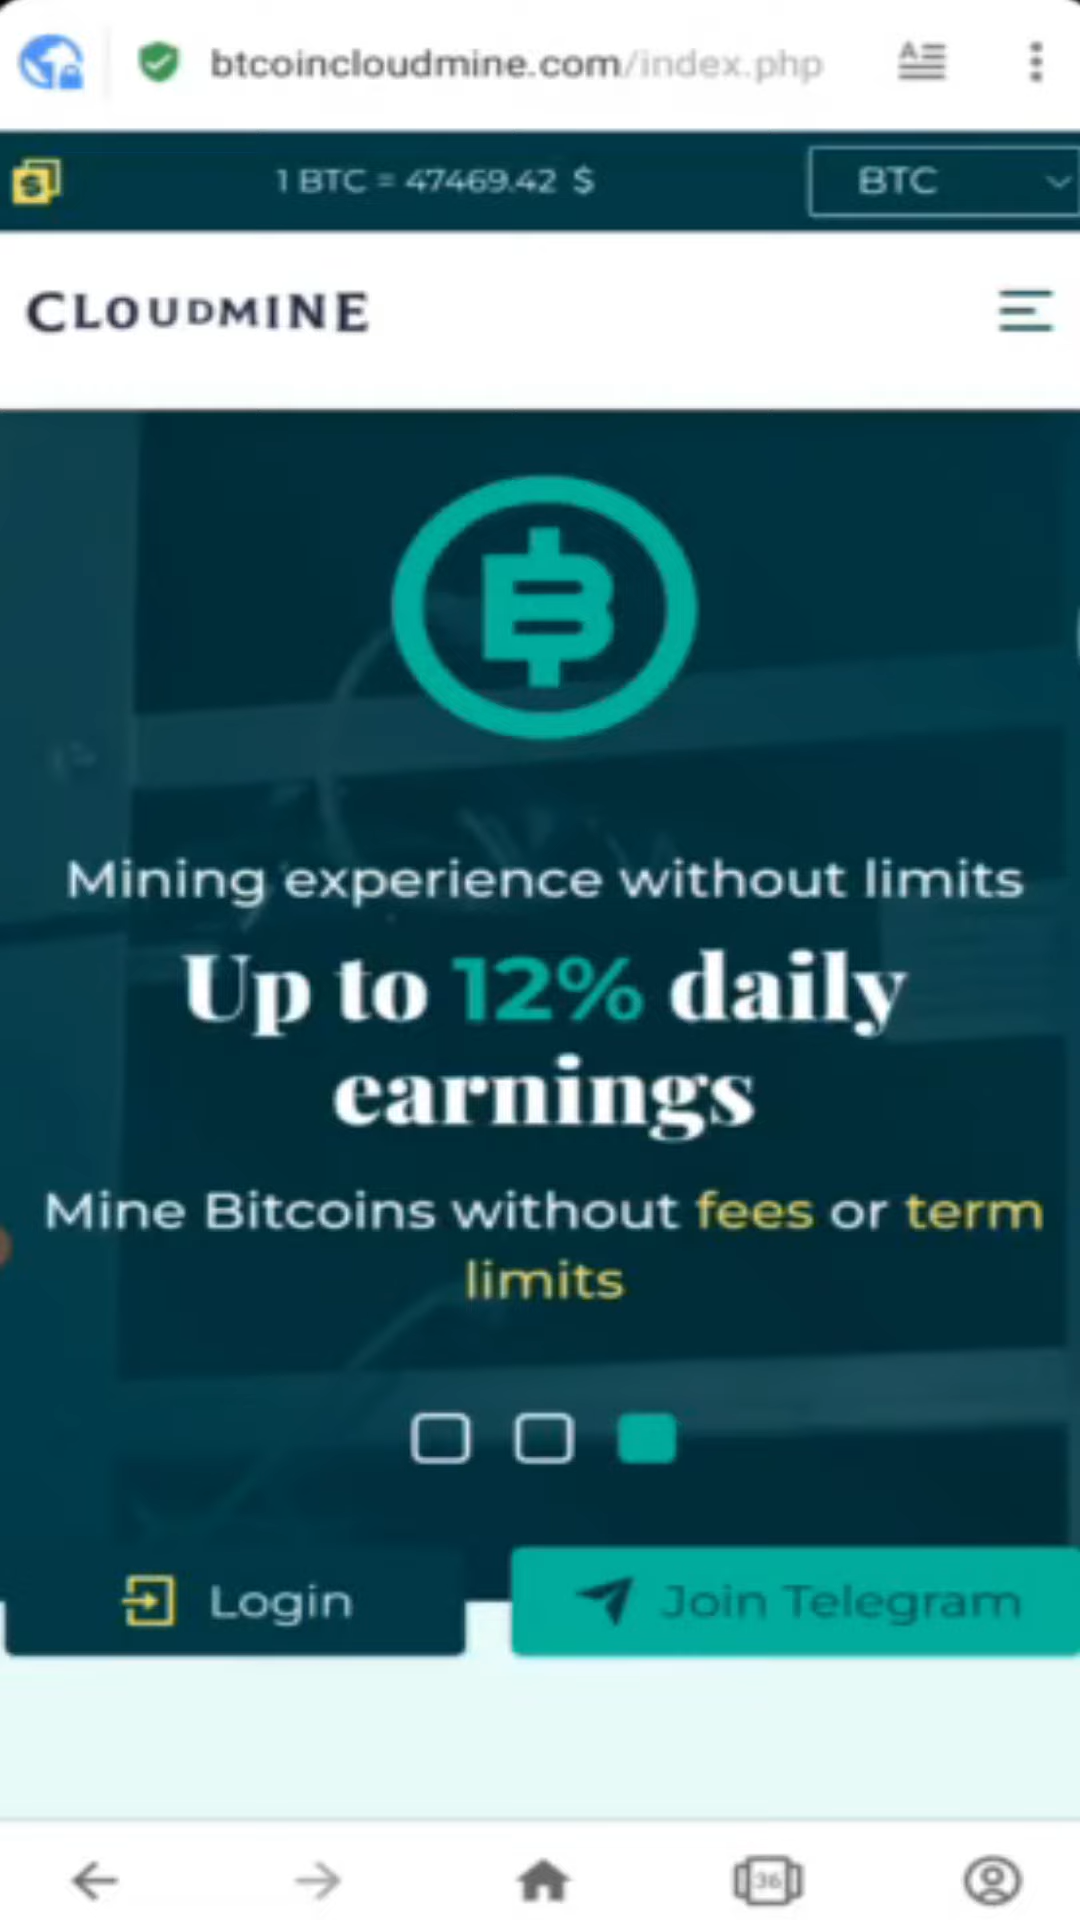 btcoincloudmine.com/index.php
1 BTC = 47469.42 $
BTC
CLOUDMINE
Mining experience without limits
Up to 12% daily
earnings
Mine Bitcoins without fees or term
limits
Login
Join Telegram
36